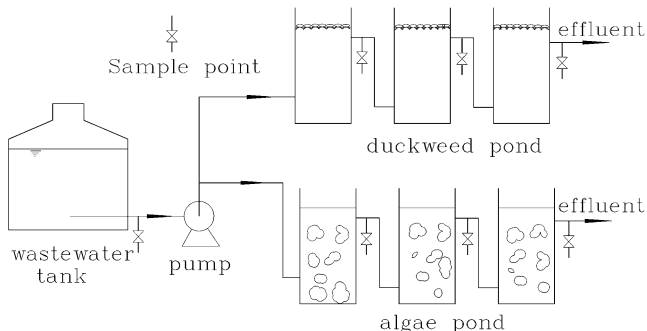 effluent
Sample point
duckweed pond
effluent
wastewater
tank
pump
algae pond